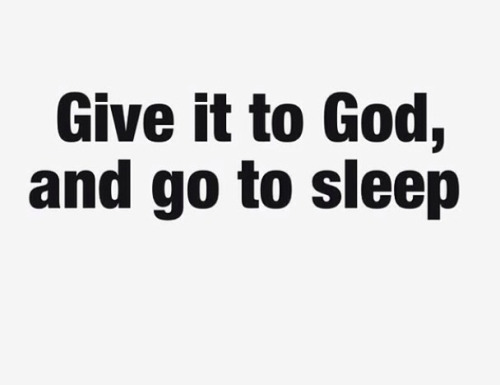 Give it to God,
and go to sleep